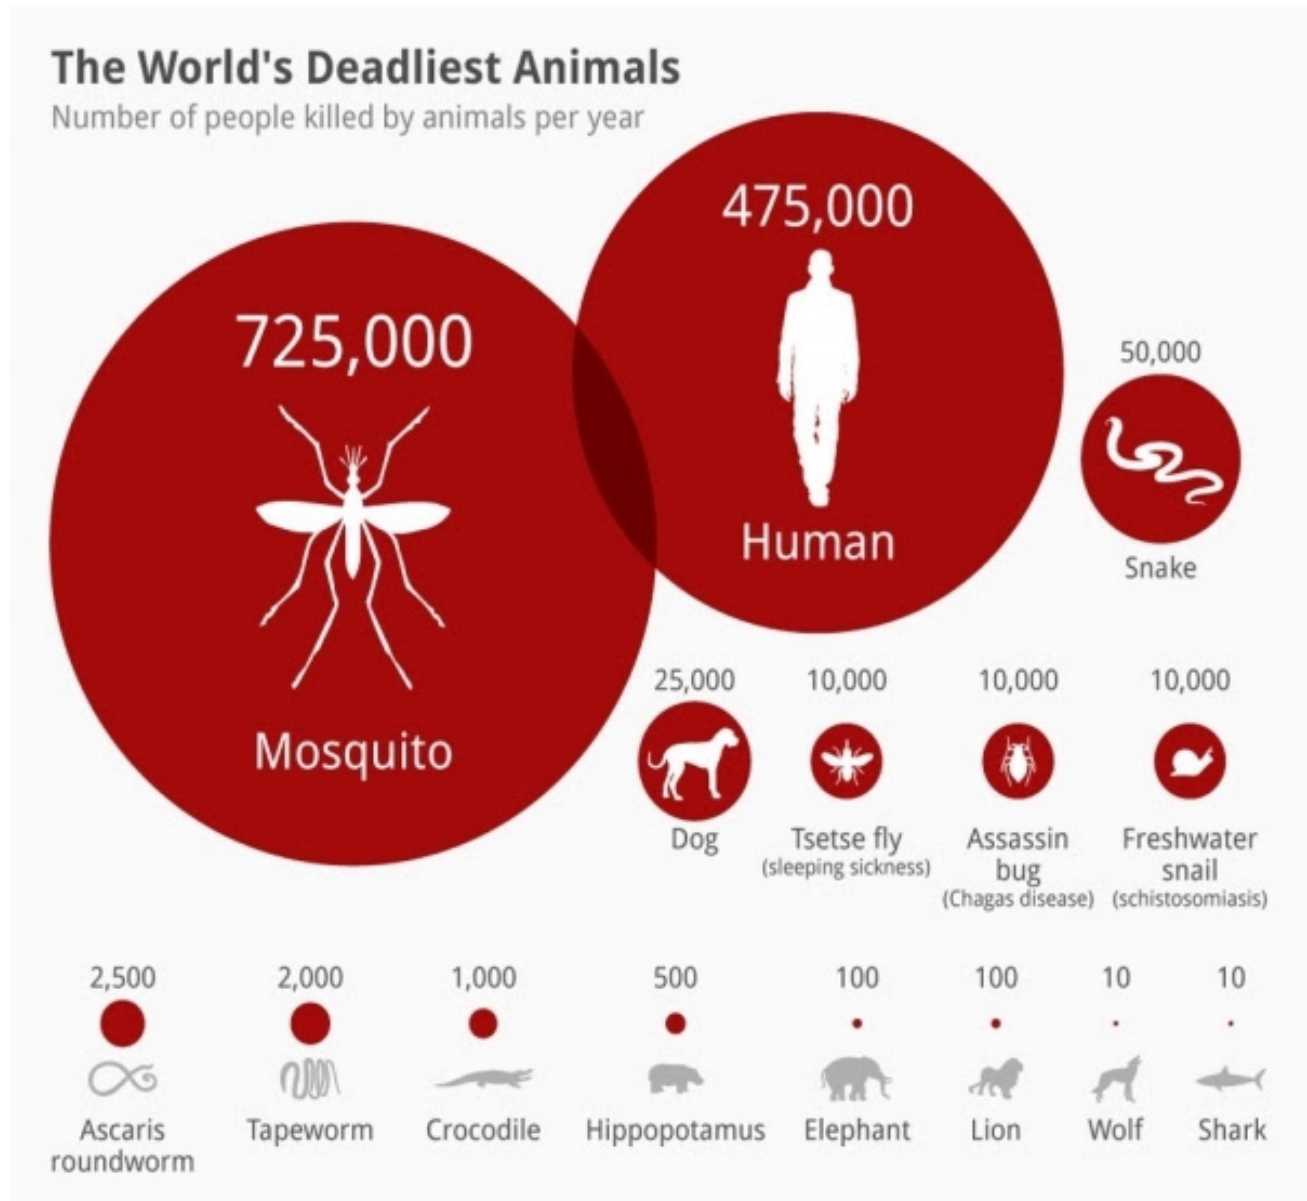 The World's Deadliest Animals
Number of people killed by animals per year
475,000
Human
725,000
Mosquito
50,000
Snake
25,000
Dog
10,000
Tsetse fly
(sleeping sickness)
10,000
Assassin
bug
(Chagas disease)
10,000
Freshwater
snail
(schistosomiasis)
2,500
Ascaris
roundworm
2,000
Tapeworm
1,000
Crocodile
500
Hippopotamus
100
Elephant
100
Lion
10
Wolf
10
Shark